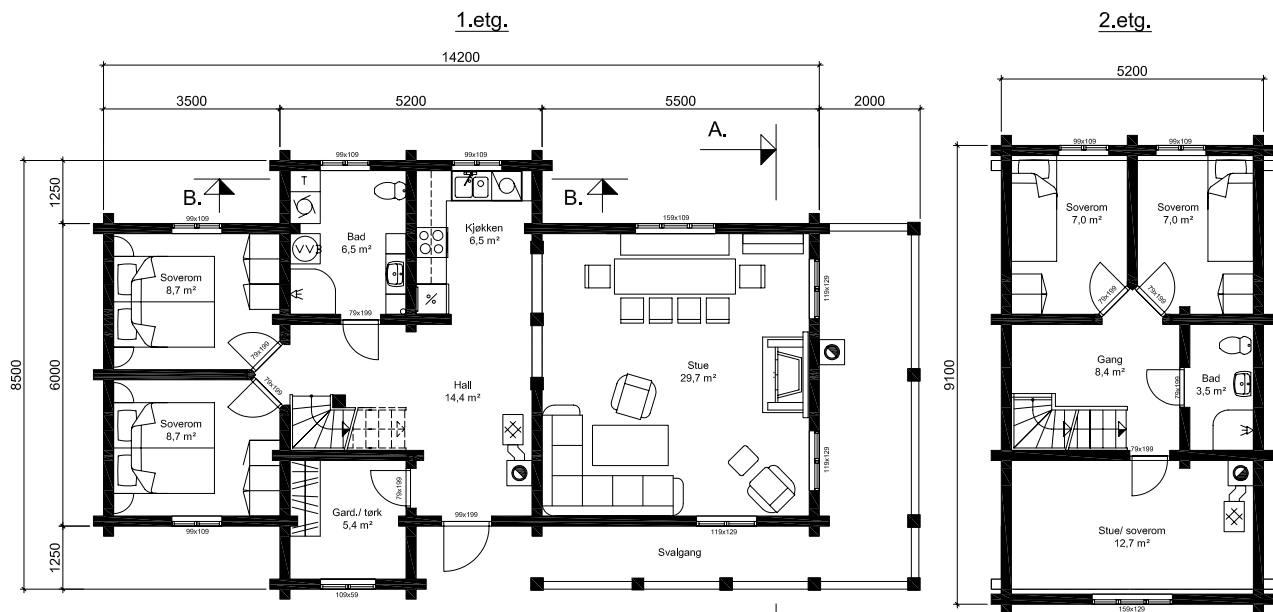 1.etg.
2.etg.
14200
5200
3500
5200
5500
2000
A.
B.
B.
1250
6000
1250
8500
9100
99x109
99x109
99x109
159x109
99x109
99x109
T
VVB
Bad
6,5 m²
Kjøkken
6,5 m²
Soverom
8,7 m²
79x199
79x199
79x199
Soverom
8,7 m²
Hall
14,4 m²
Stue
29,7 m²
119x129
119x129
Gard./ tørk
5,4 m²
79x199
99x199
99x109
109x59
119x129
Svalgang
Soverom
7,0 m²
Soverom
7,0 m²
79x199
79x199
Gang
8,4 m²
79x199
Bad
3,5 m²
79x199
Stue/ soverom
12,7 m²
159x129